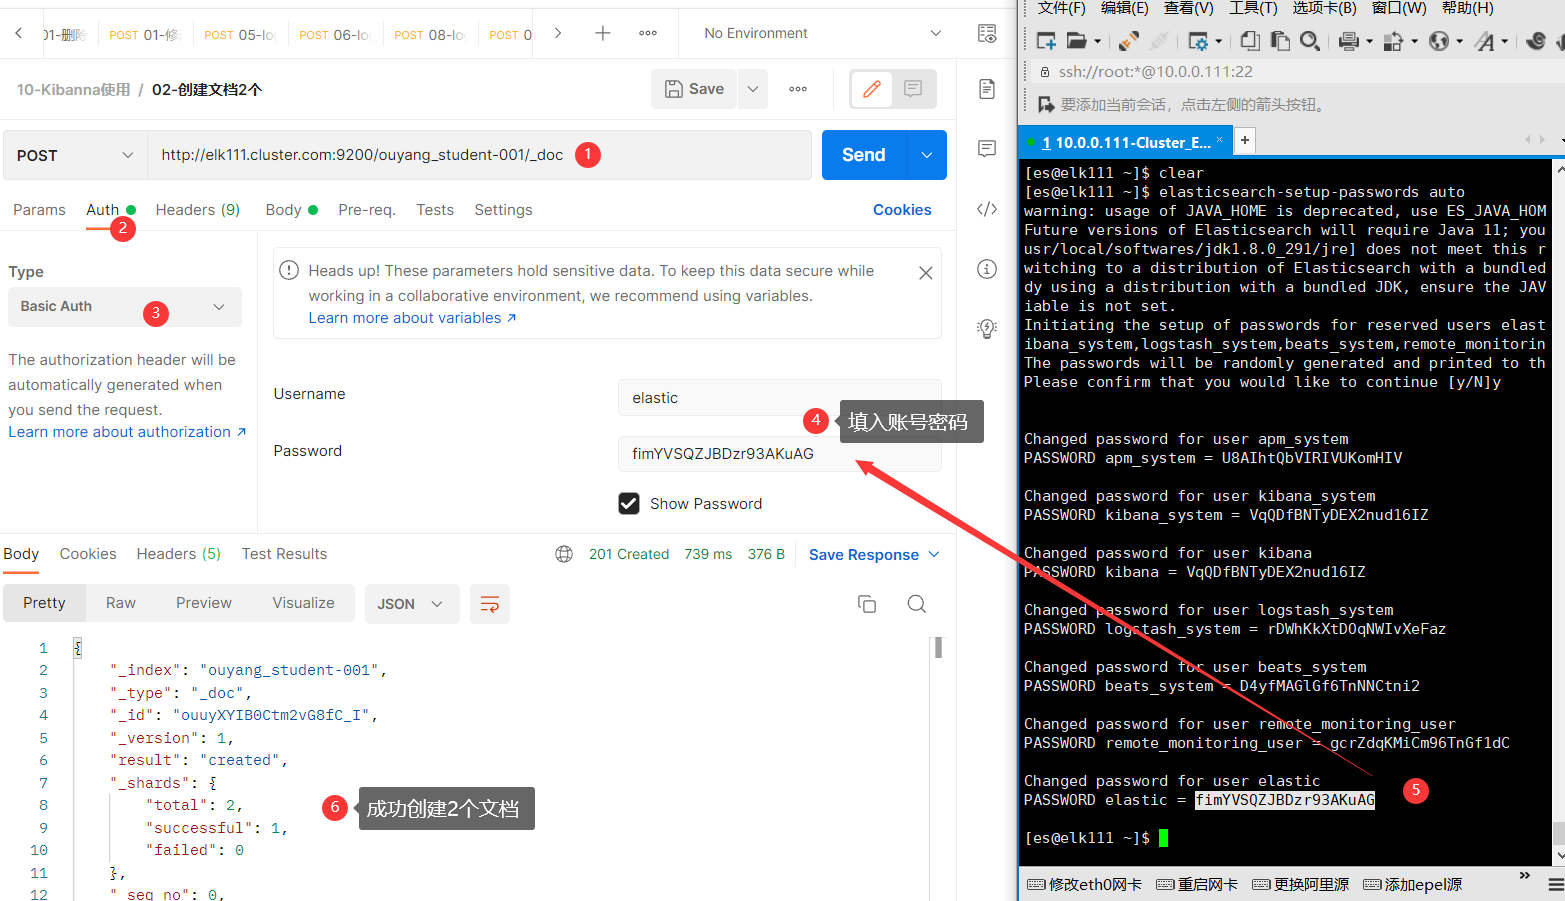 01-删除
POST 01-修
POST 05-lo
POST 06-lo
POST 08-lo
POST 0
No Environment
10-Kibanna使用 / 02-创建文档2个
Save
POST
http://elk111.cluster.com:9200/ouyang_student-001/_doc
1
Send
Params Auth Headers (9) Body Pre-req. Tests Settings Cookies
2
Type
Basic Auth
3
The authorization header will be
automatically generated when
you send the request.
Learn more about authorization ↗
Heads up! These parameters hold sensitive data. To keep this data secure while
working in a collaborative environment, we recommend using variables.
Learn more about variables ↗
Username
elastic
4
填入账号密码
Password
fimYVSQZJBDzr93AKuAG
Show Password
Body Cookies Headers (5) Test Results
201 Created 739 ms 376 B Save Response
Pretty Raw Preview Visualize JSON
1 {
2 "_index": "ouyang_student-001",
3 "_type": "_doc",
4 "_id": "ouuyXYIB0Ctm2vG8fC_I",
5 "_version": 1,
6 "result": "created",
7 "_shards": {
8 "total": 2,
9 "successful": 1,
10 "failed": 0
11 },
12 "_seq_no": 0,
6
成功创建2个文档
文件(F) 编辑(E) 查看(V) 工具(T) 选项卡(B) 窗口(W) 帮助(H)
ssh://root:*@10.0.0.111:22
要添加当前会话，点击左侧的箭头按钮。
1 10.0.0.111-Cluster_E...
[es@elk111 ~]$ clear
[es@elk111 ~]$ elasticsearch-setup-passwords auto
warning: usage of JAVA_HOME is deprecated, use ES_JAVA_HOM
Future versions of Elasticsearch will require Java 11; you
usr/local/softwares/jdk1.8.0_291/jre] does not meet this r
witching to a distribution of Elasticsearch with a bundled
dy using a distribution with a bundled JDK, ensure the JAV
iable is not set.
Initiating the setup of passwords for reserved users elast
ibana_system,logstash_system,beats_system,remote_monitorin
The passwords will be randomly generated and printed to th
Please confirm that you would like to continue [y/N]y
Changed password for user apm_system
PASSWORD apm_system = U8AIhtQbVIRIVUKomHIV
Changed password for user kibana_system
PASSWORD kibana_system = VqQDfBNTyDEX2nud16IZ
Changed password for user kibana
PASSWORD kibana = VqQDfBNTyDEX2nud16IZ
Changed password for user logstash_system
PASSWORD logstash_system = rDWhKkXtDOqNWIvXeFaz
Changed password for user beats_system
PASSWORD beats_system = D4yfMAGlGf6TnNNCtni2
Changed password for user remote_monitoring_user
PASSWORD remote_monitoring_user = gcrZdqKMiCm96TnGf1dC
Changed password for user elastic
PASSWORD elastic = fimYVSQZJBDzr93AKuAG
5
[es@elk111 ~]$
修改eth0网卡 重启网卡 更换阿里源 添加epel源